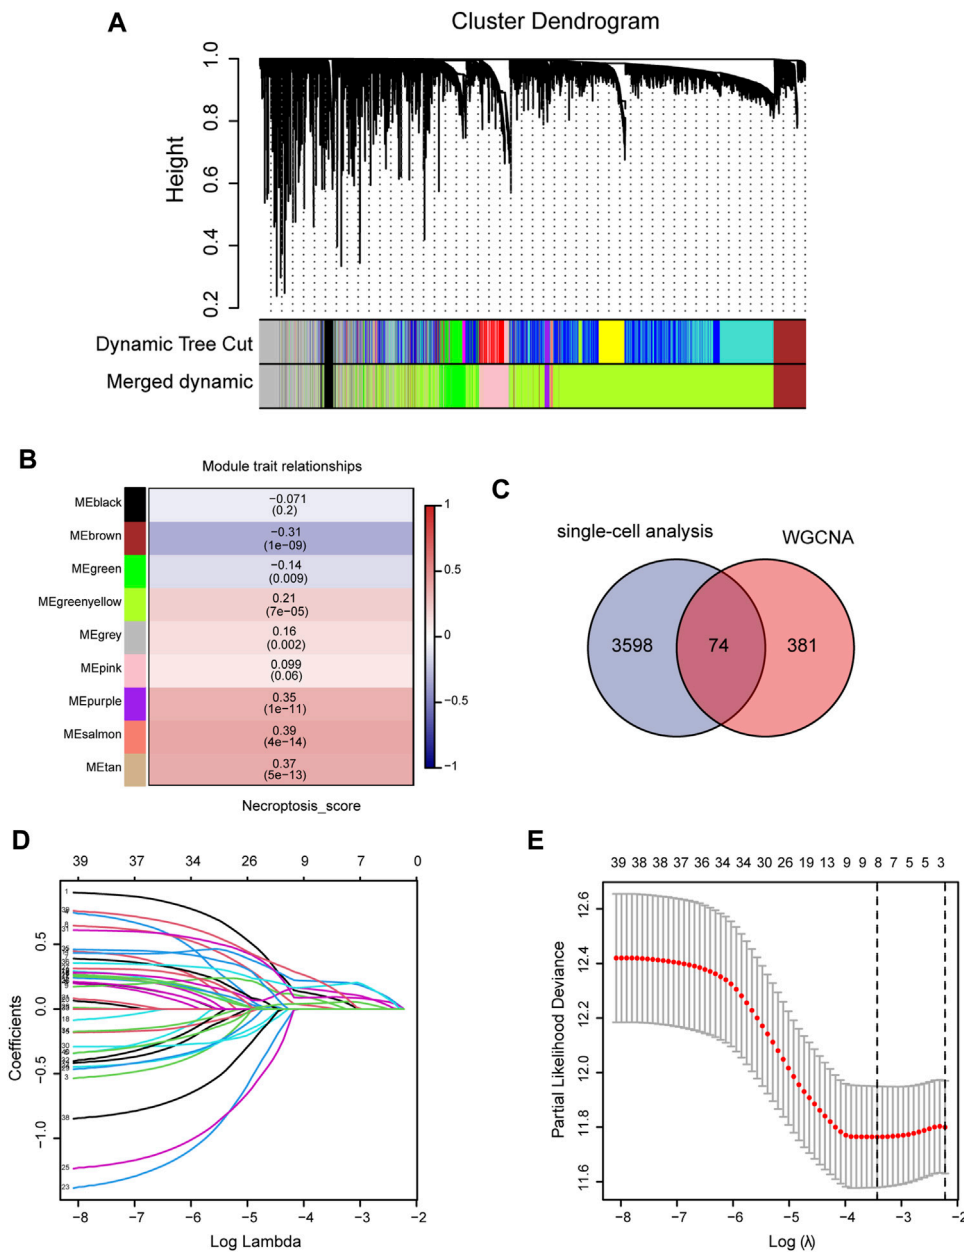 A
Cluster Dendrogram
Height
1.0
0.8
0.6
0.4
0.2
Dynamic Tree Cut
Merged dynamic
B
Module trait relationships
MEblack
−0.071
(0.2)
MEbrown
−0.31
(1e−09)
MEgreen
−0.14
(0.009)
MEgreenyellow
0.21
(7e−05)
MEgrey
0.16
(0.002)
MEpink
0.099
(0.06)
MEpurple
0.35
(1e−11)
MEsalmon
0.39
(4e−14)
MEtan
0.37
(5e−13)
1
0.5
0
−0.5
−1
Necroptosis_score
C
single-cell analysis
WGCNA
3598
74
381
D
39 37 34 26 9 7 0
Coefficients
0.5
0.0
−0.5
−1.0
1
18
3
38
25
23
−8 −7 −6 −5 −4 −3 −2
Log Lambda
E
39 38 38 37 36 34 34 30 26 19 13 9 9 8 7 5 5 3
Partial Likelihood Deviance
12.6
12.4
12.2
12.0
11.8
11.6
−8 −7 −6 −5 −4 −3 −2
Log (λ)